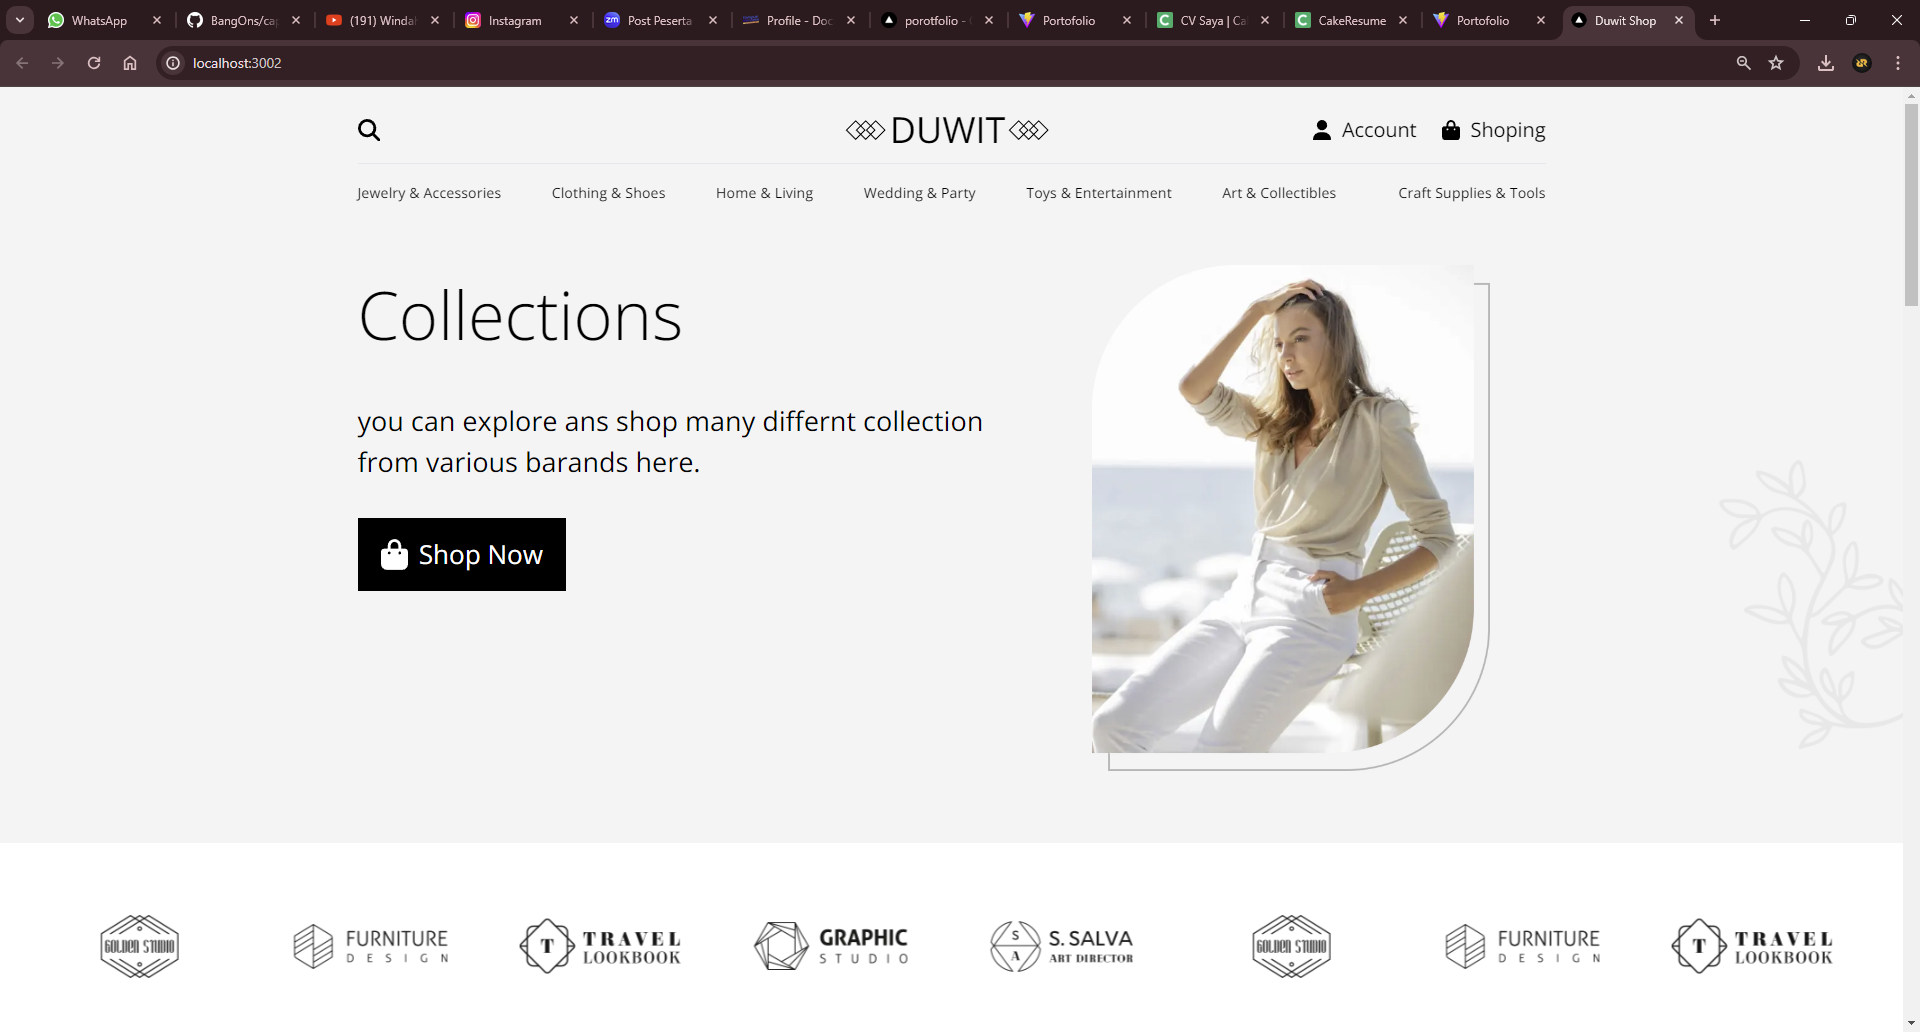 WhatsApp
BangOns/cap
(191) Windah
Instagram
Post Peserta
Profile - Doc
porotfolio -
Portofolio
CV Saya | Ca
CakeResume
Portofolio
Duwit Shop
localhost:3002
DUWIT
Account
Shoping
Jewelry & Accessories
Clothing & Shoes
Home & Living
Wedding & Party
Toys & Entertainment
Art & Collectibles
Craft Supplies & Tools
Collections
you can explore ans shop many differnt collection
from various barands here.
Shop Now
GOLDEN STUDIO
FURNITURE
DESIGN
T
TRAVEL
LOOKBOOK
GRAPHIC
STUDIO
S
A
S. SALVA
ART DIRECTOR
GOLDEN STUDIO
FURNITURE
DESIGN
T
TRAVEL
LOOKBOOK